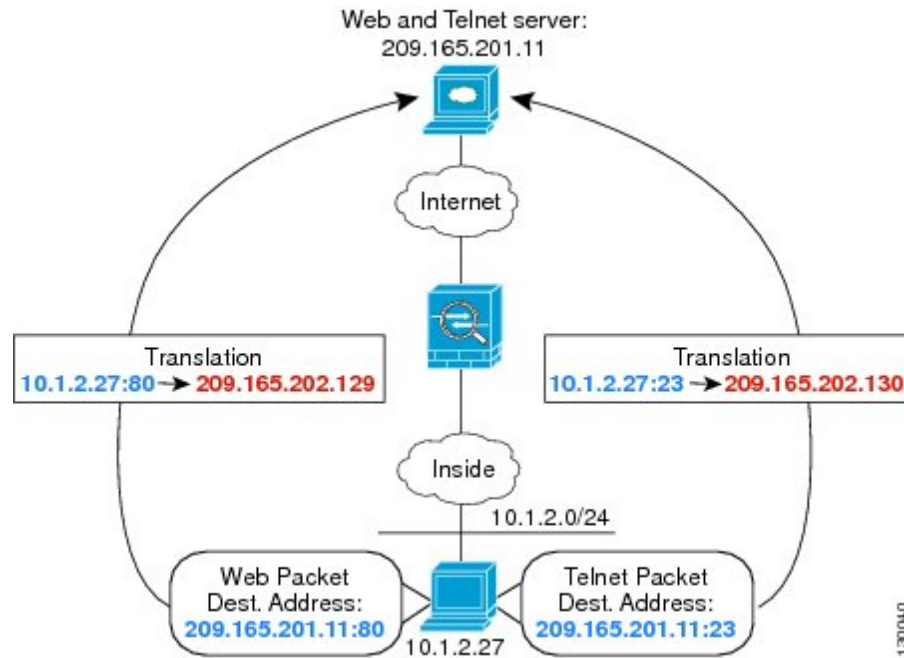 Web and Telnet server:
209.165.201.11
Internet
Translation
10.1.2.27:80 → 209.165.202.129
Translation
10.1.2.27:23 → 209.165.202.130
Inside
10.1.2.0/24
Web Packet
Dest. Address:
209.165.201.11:80
Telnet Packet
Dest. Address:
209.165.201.11:23
10.1.2.27